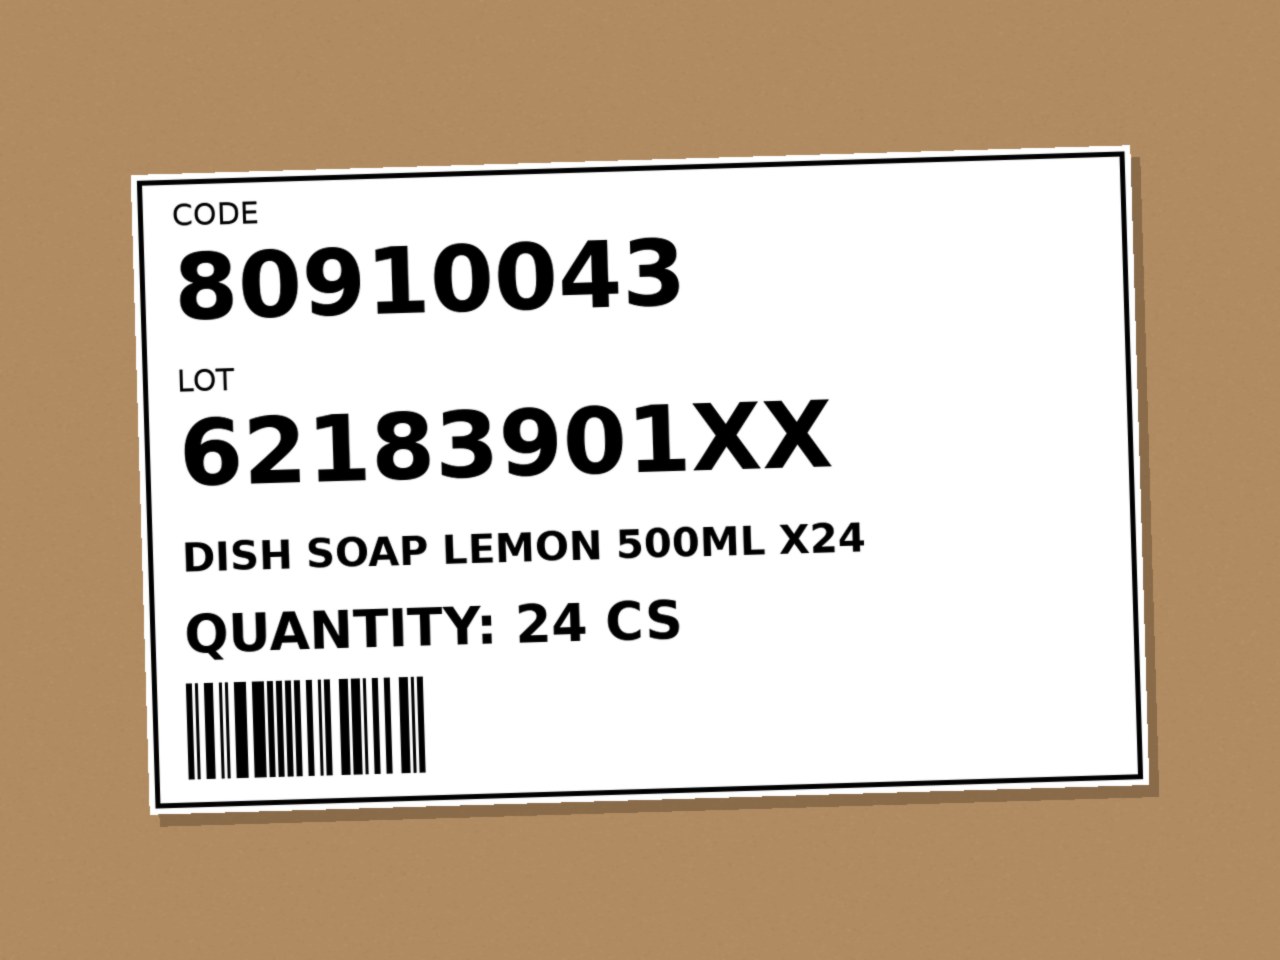 CODE
80910043
LOT
62183901XX
DISH SOAP LEMON 500ML X24
QUANTITY: 24 CS